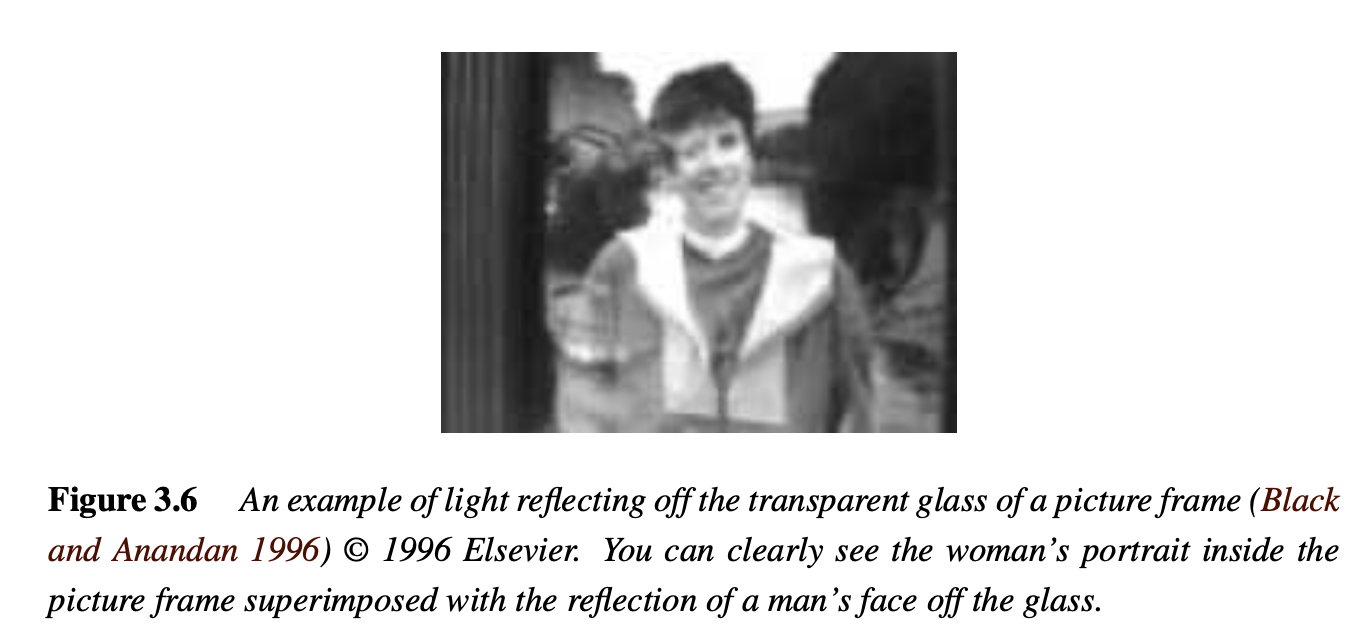 Figure 3.6 An example of light reflecting off the transparent glass of a picture frame (Black
and Anandan 1996) © 1996 Elsevier. You can clearly see the woman’s portrait inside the
picture frame superimposed with the reflection of a man’s face off the glass.